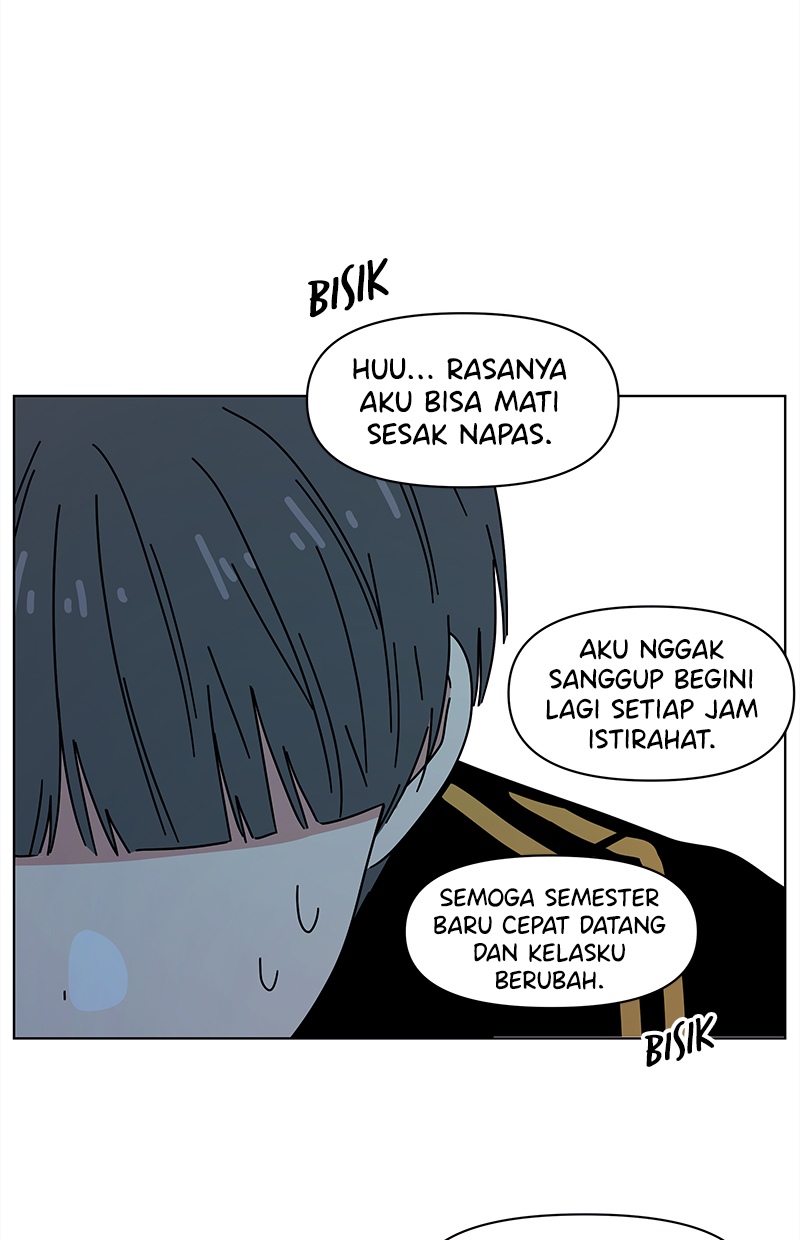 BISIK
HUU... RASANYA
AKU BISA MATI
SESAK NAPAS.
AKU NGGAK
SANGGUP BEGINI
LAGI SETIAP JAM
ISTIRAHAT.
SEMOGA SEMESTER
BARU CEPAT DATANG
DAN KELASKU
BERUBAH.
BISIK